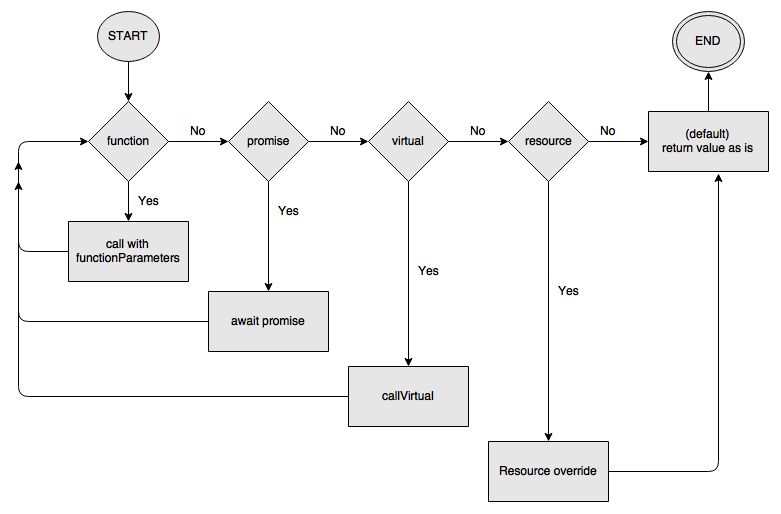 START
END
function
No
promise
No
virtual
No
resource
No
(default)
return value as is
Yes
call with
functionParameters
Yes
await promise
Yes
callVirtual
Yes
Resource override